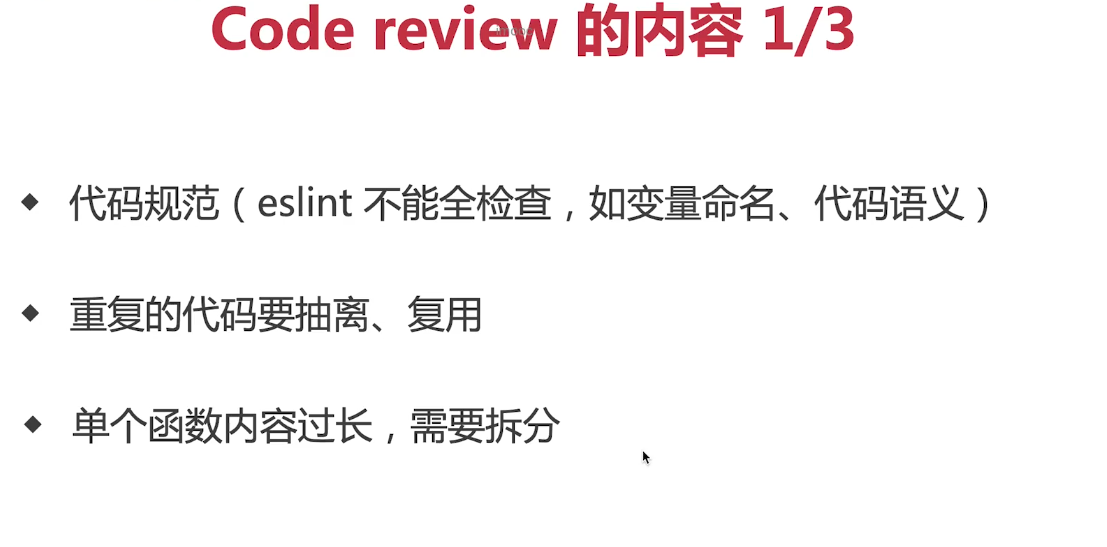 Code review 的内容 1/3
代码规范（eslint 不能全检查，如变量命名、代码语义）
重复的代码要抽离、复用
单个函数内容过长，需要拆分